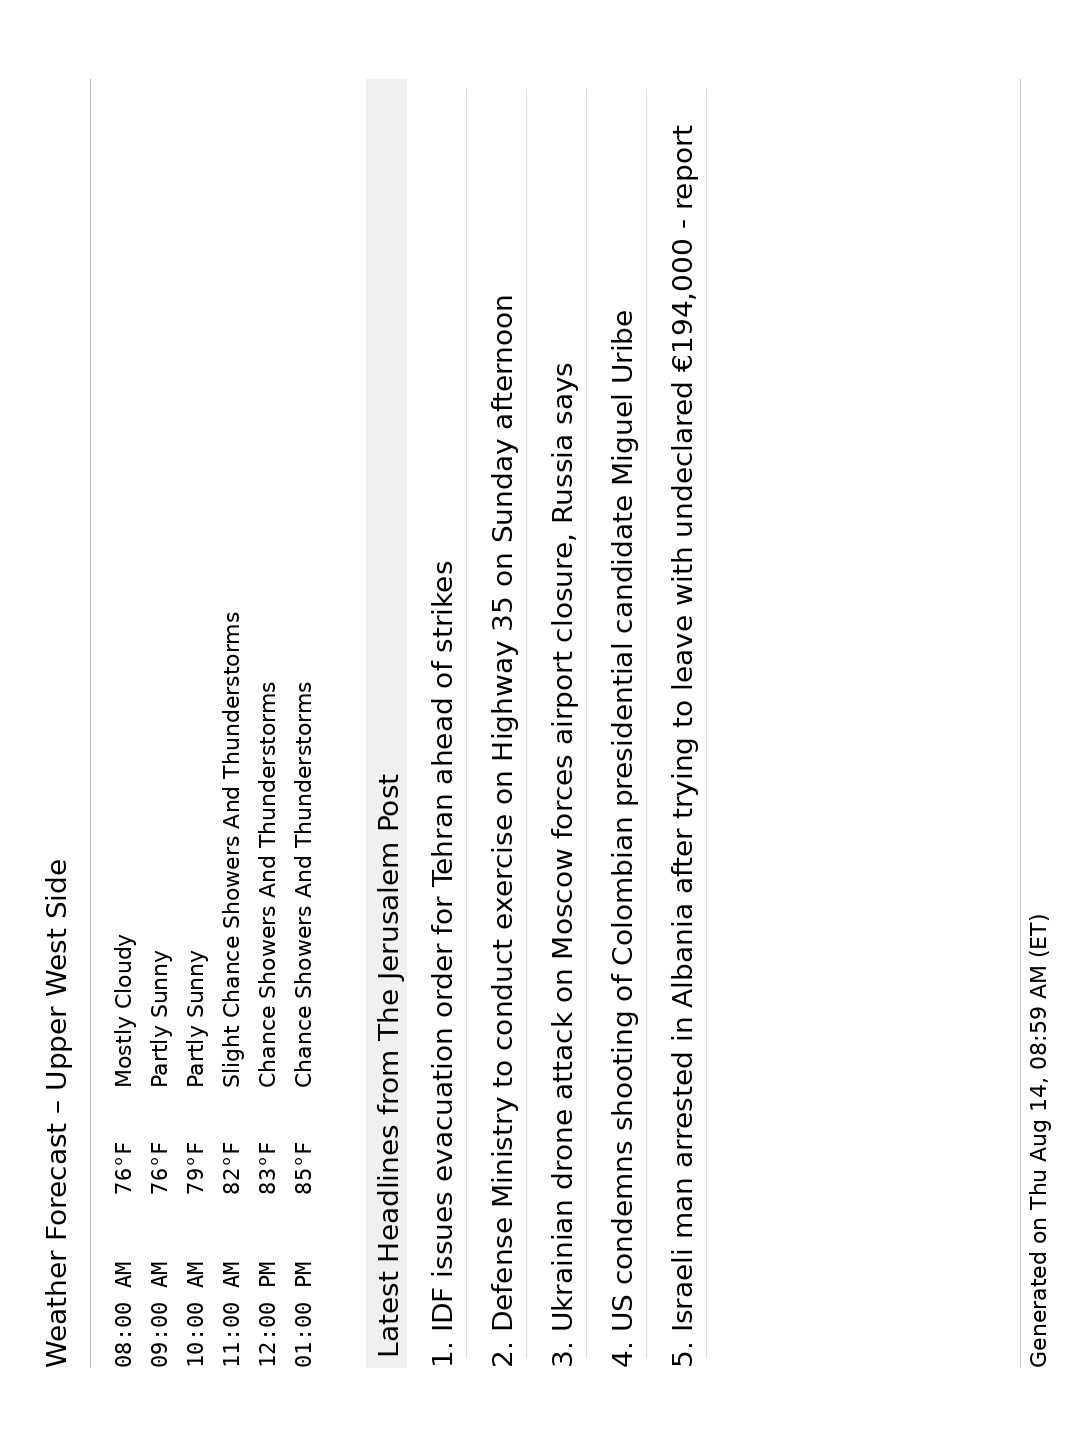 Weather Forecast – Upper West Side
08:00 AM 76°F Mostly Cloudy
09:00 AM 76°F Partly Sunny
10:00 AM 79°F Partly Sunny
11:00 AM 82°F Slight Chance Showers And Thunderstorms
12:00 PM 83°F Chance Showers And Thunderstorms
01:00 PM 85°F Chance Showers And Thunderstorms
Latest Headlines from The Jerusalem Post
1. IDF issues evacuation order for Tehran ahead of strikes
2. Defense Ministry to conduct exercise on Highway 35 on Sunday afternoon
3. Ukrainian drone attack on Moscow forces airport closure, Russia says
4. US condemns shooting of Colombian presidential candidate Miguel Uribe
5. Israeli man arrested in Albania after trying to leave with undeclared €194,000 - report
Generated on Thu Aug 14, 08:59 AM (ET)